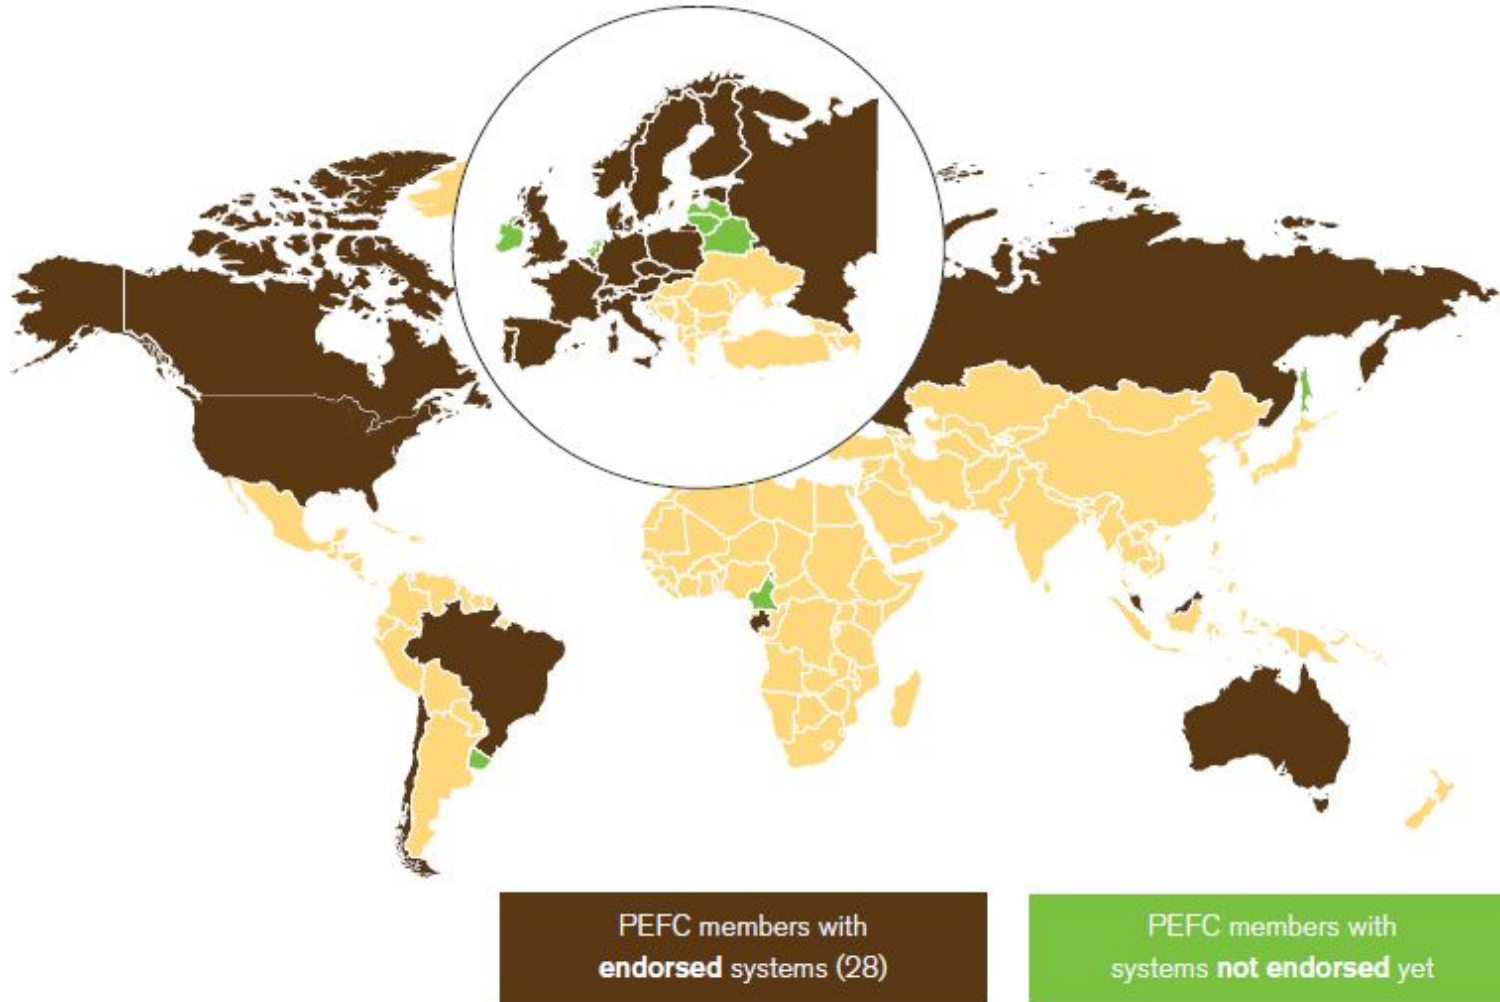 PEFC members with
endorsed systems (28)
PEFC members with
systems not endorsed yet